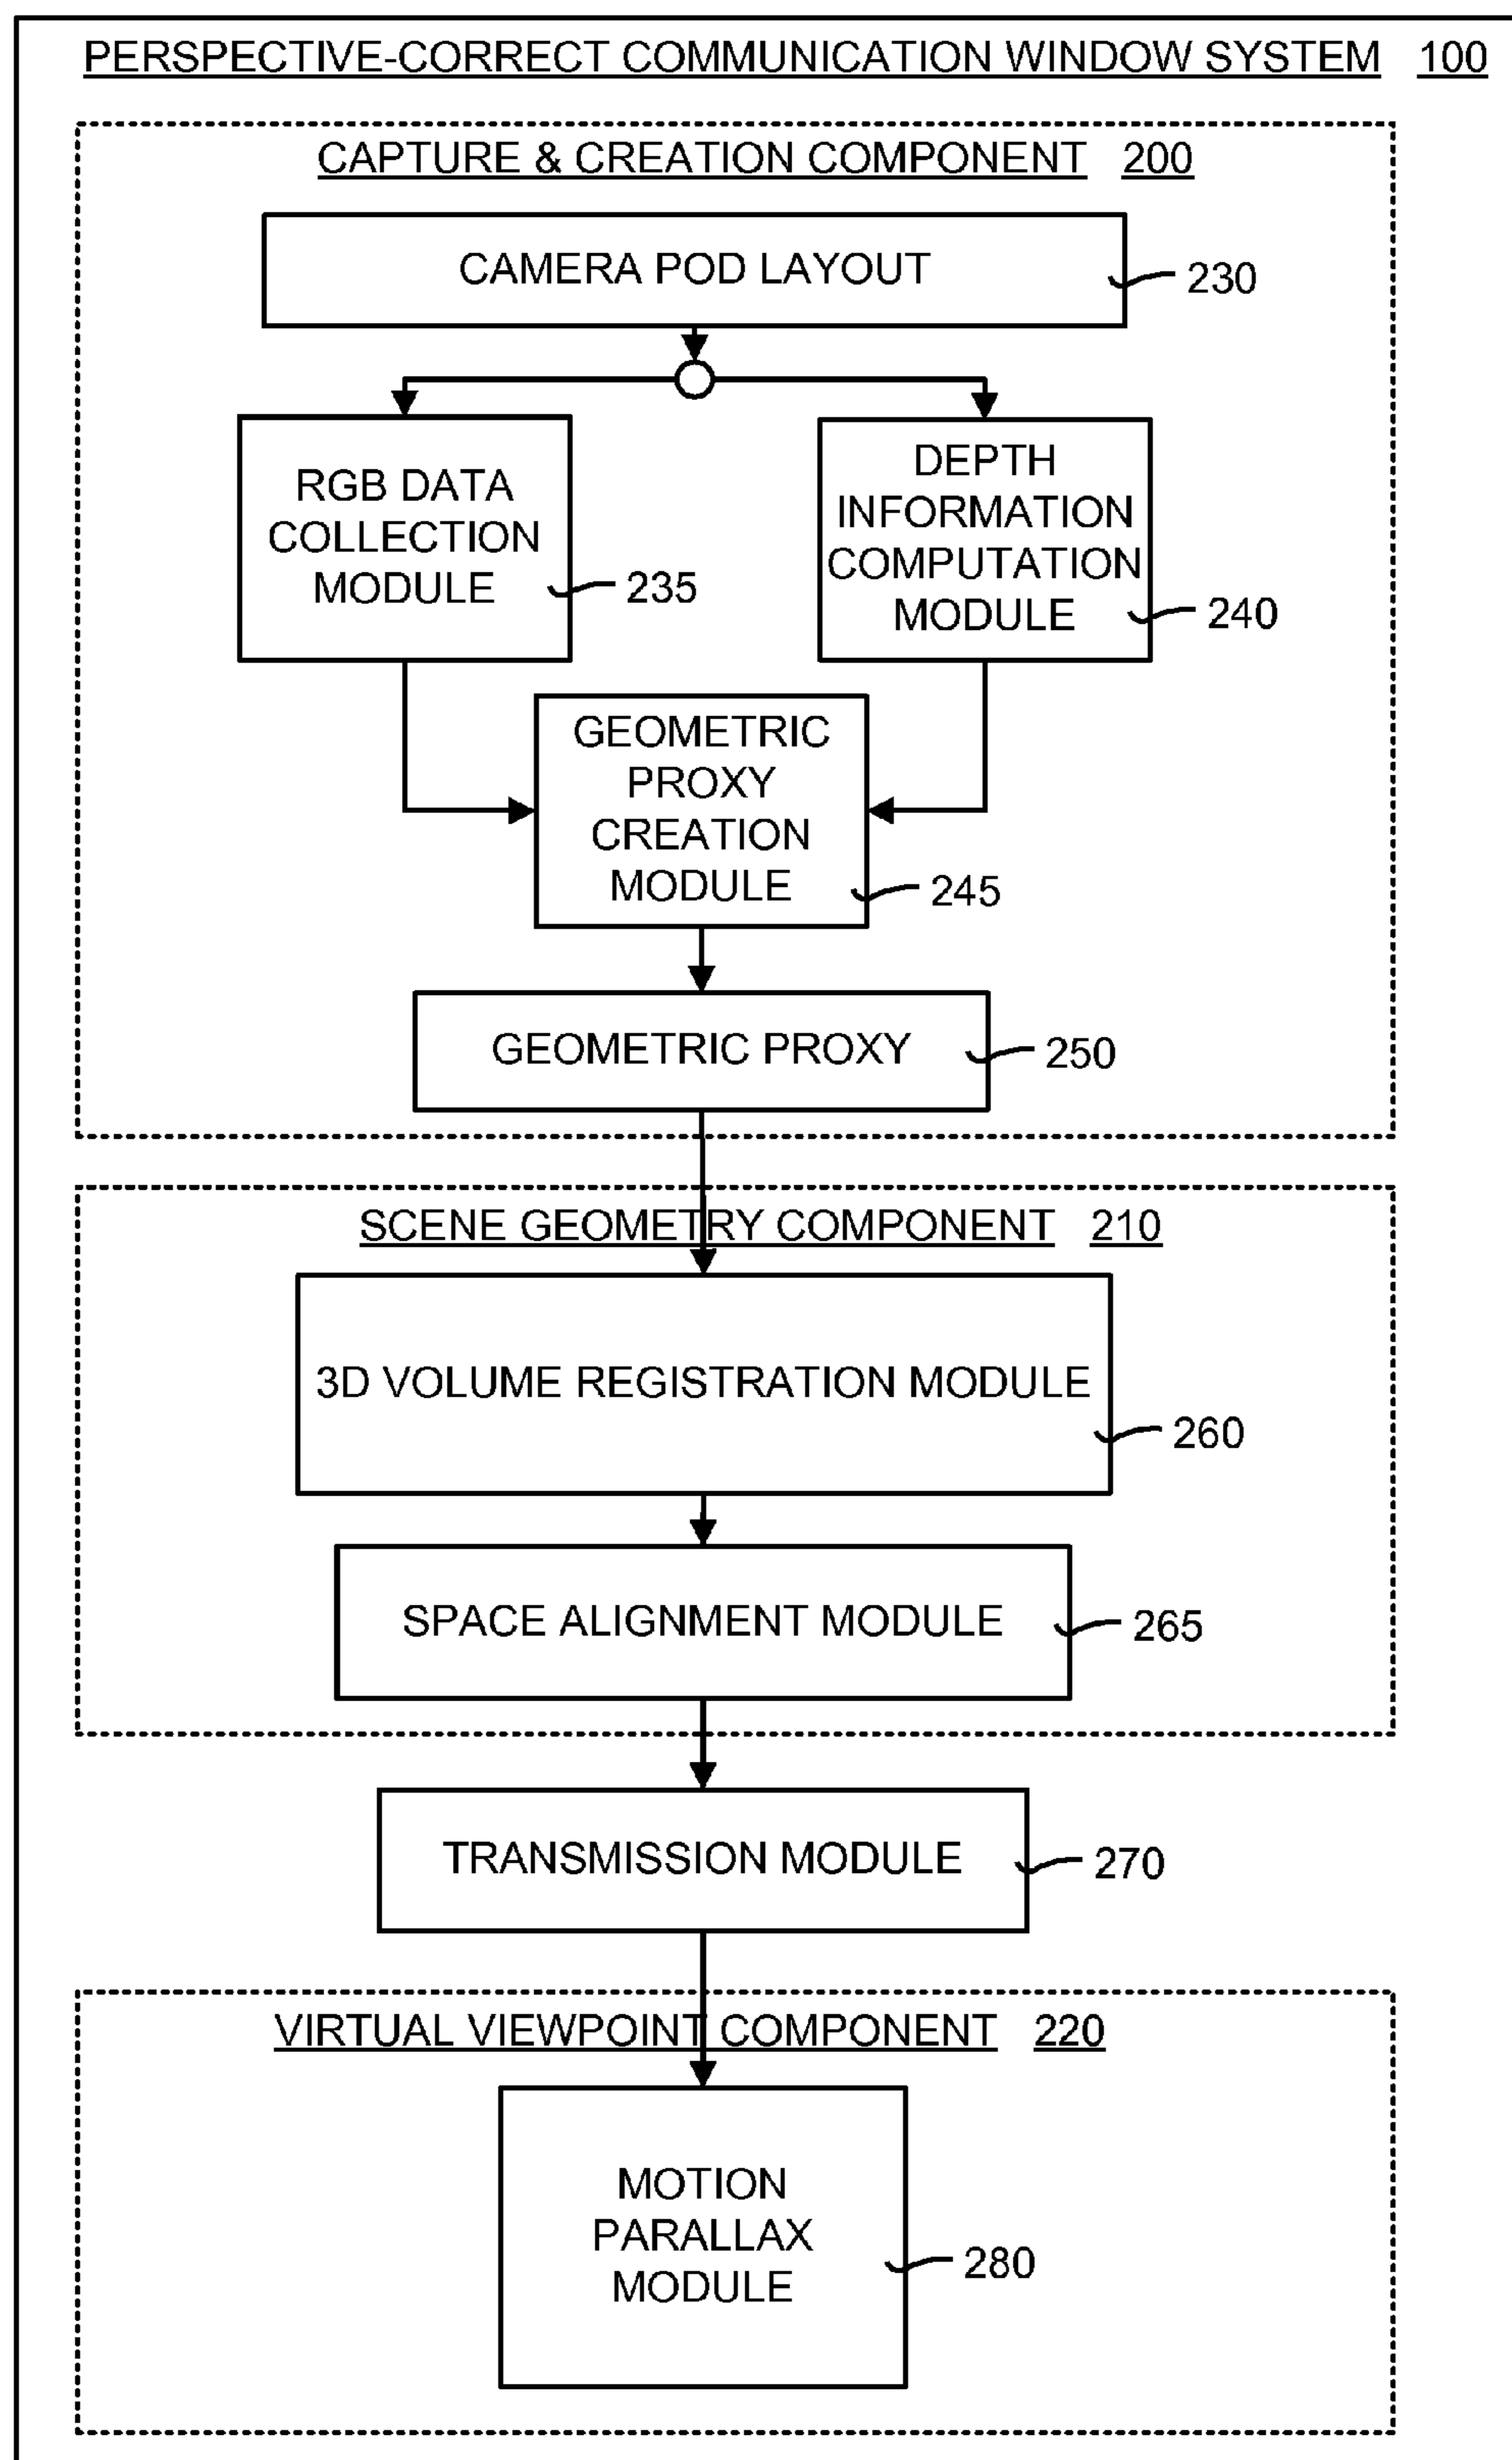 PERSPECTIVE-CORRECT COMMUNICATION WINDOW SYSTEM 100
CAPTURE & CREATION COMPONENT 200
CAMERA POD LAYOUT
230
RGB DATA
COLLECTION
MODULE
235
DEPTH
INFORMATION
COMPUTATION
MODULE
240
GEOMETRIC
PROXY
CREATION
MODULE
245
GEOMETRIC PROXY
250
SCENE GEOMETRY COMPONENT 210
3D VOLUME REGISTRATION MODULE
260
SPACE ALIGNMENT MODULE
265
TRANSMISSION MODULE
270
VIRTUAL VIEWPOINT COMPONENT 220
MOTION
PARALLAX
MODULE
280